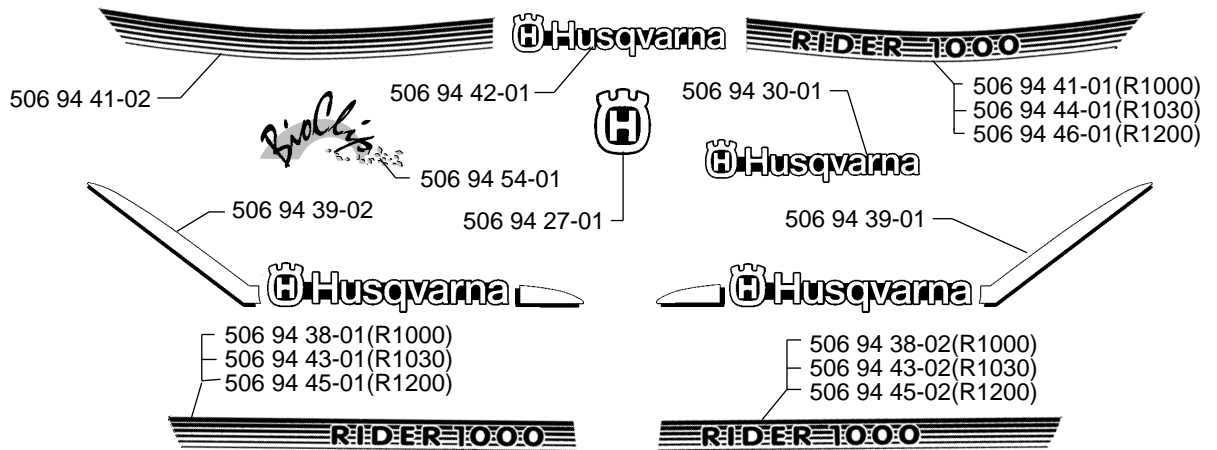 Husqvarna
RIDER 1000
506 94 41-02
506 94 42-01
506 94 30-01
506 94 41-01(R1000)
506 94 44-01(R1030)
506 94 46-01(R1200)
BioClip
H
Husqvarna
506 94 54-01
506 94 39-02
506 94 27-01
506 94 39-01
Husqvarna
Husqvarna
506 94 38-01(R1000)
506 94 43-01(R1030)
506 94 45-01(R1200)
506 94 38-02(R1000)
506 94 43-02(R1030)
506 94 45-02(R1200)
RIDER 1000
RIDER 1000